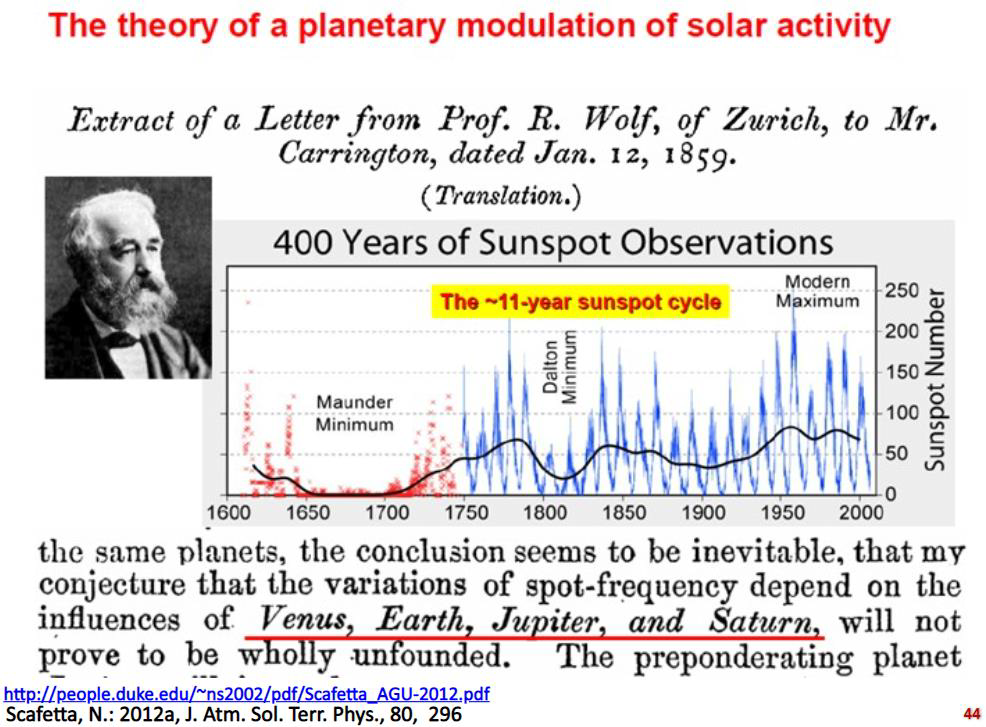 The theory of a planetary modulation of solar activity
Extract of a Letter from Prof. R. Wolf, of Zurich, to Mr.
Carrington, dated Jan. 12, 1859.
(Translation.)
400 Years of Sunspot Observations
The ~11-year sunspot cycle
Modern
Maximum
Dalton
Minimum
Maunder
Minimum
250
200
150
100
50
0
Sunspot Number
1600 1650 1700 1750 1800 1850 1900 1950 2000
the same planets, the conclusion seems to be inevitable, that my
conjecture that the variations of spot-frequency depend on the
influences of Venus, Earth, Jupiter, and Saturn, will not
prove to be wholly unfounded. The preponderating planet
http://people.duke.edu/~ns2002/pdf/Scafetta_AGU-2012.pdf
Scafetta, N.: 2012a, J. Atm. Sol. Terr. Phys., 80, 296
44